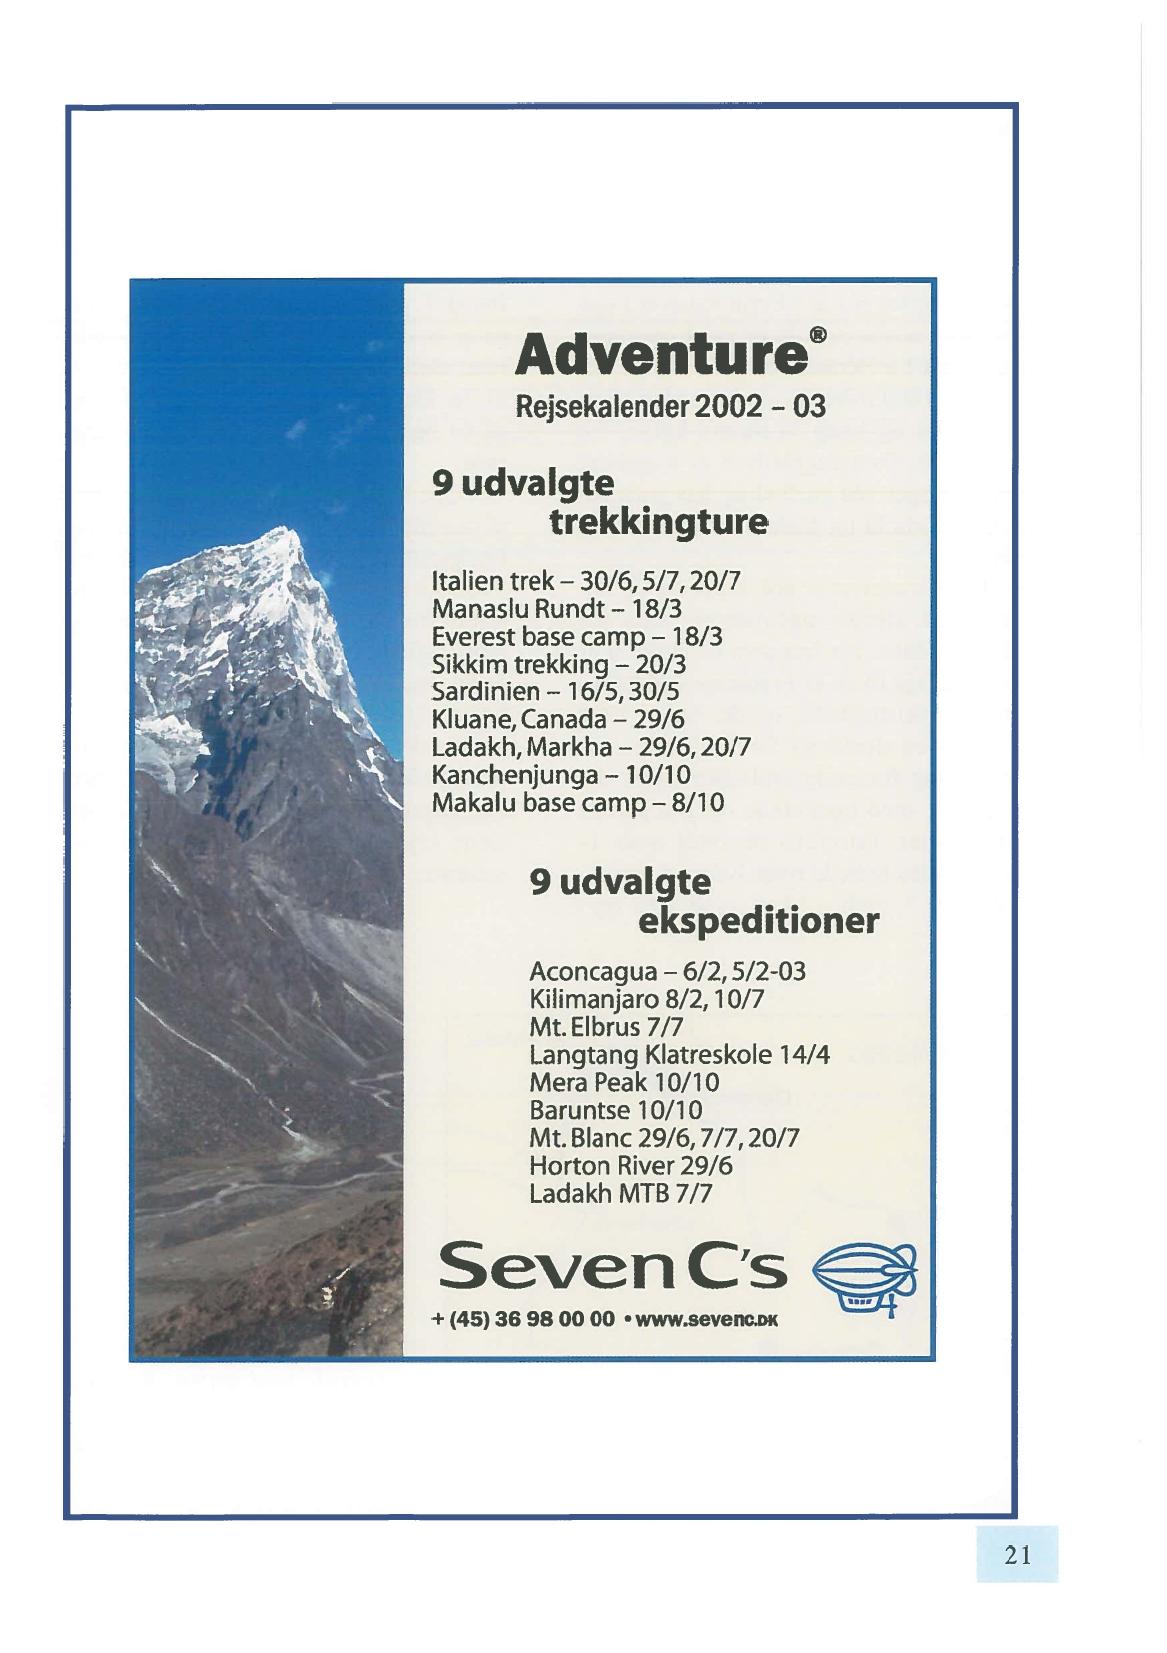 Adventure®
Rejsekalender 2002 – 03
9 udvalgte
trekkingture
Italien trek – 30/6, 5/7, 20/7
Manaslu Rundt – 18/3
Everest base camp – 18/3
Sikkim trekking – 20/3
Sardinien – 16/5, 30/5
Kluane, Canada – 29/6
Ladakh, Markha – 29/6, 20/7
Kanchenjunga – 10/10
Makalu base camp – 8/10
9 udvalgte
ekspeditioner
Aconcagua – 6/2, 5/2-03
Kilimanjaro 8/2, 10/7
Mt. Elbrus 7/7
Langtang Klatreskole 14/4
Mera Peak 10/10
Baruntse 10/10
Mt. Blanc 29/6, 7/7, 20/7
Horton River 29/6
Ladakh MTB 7/7
Seven C's
+ (45) 36 98 00 00 • www.sevenc.DK
21